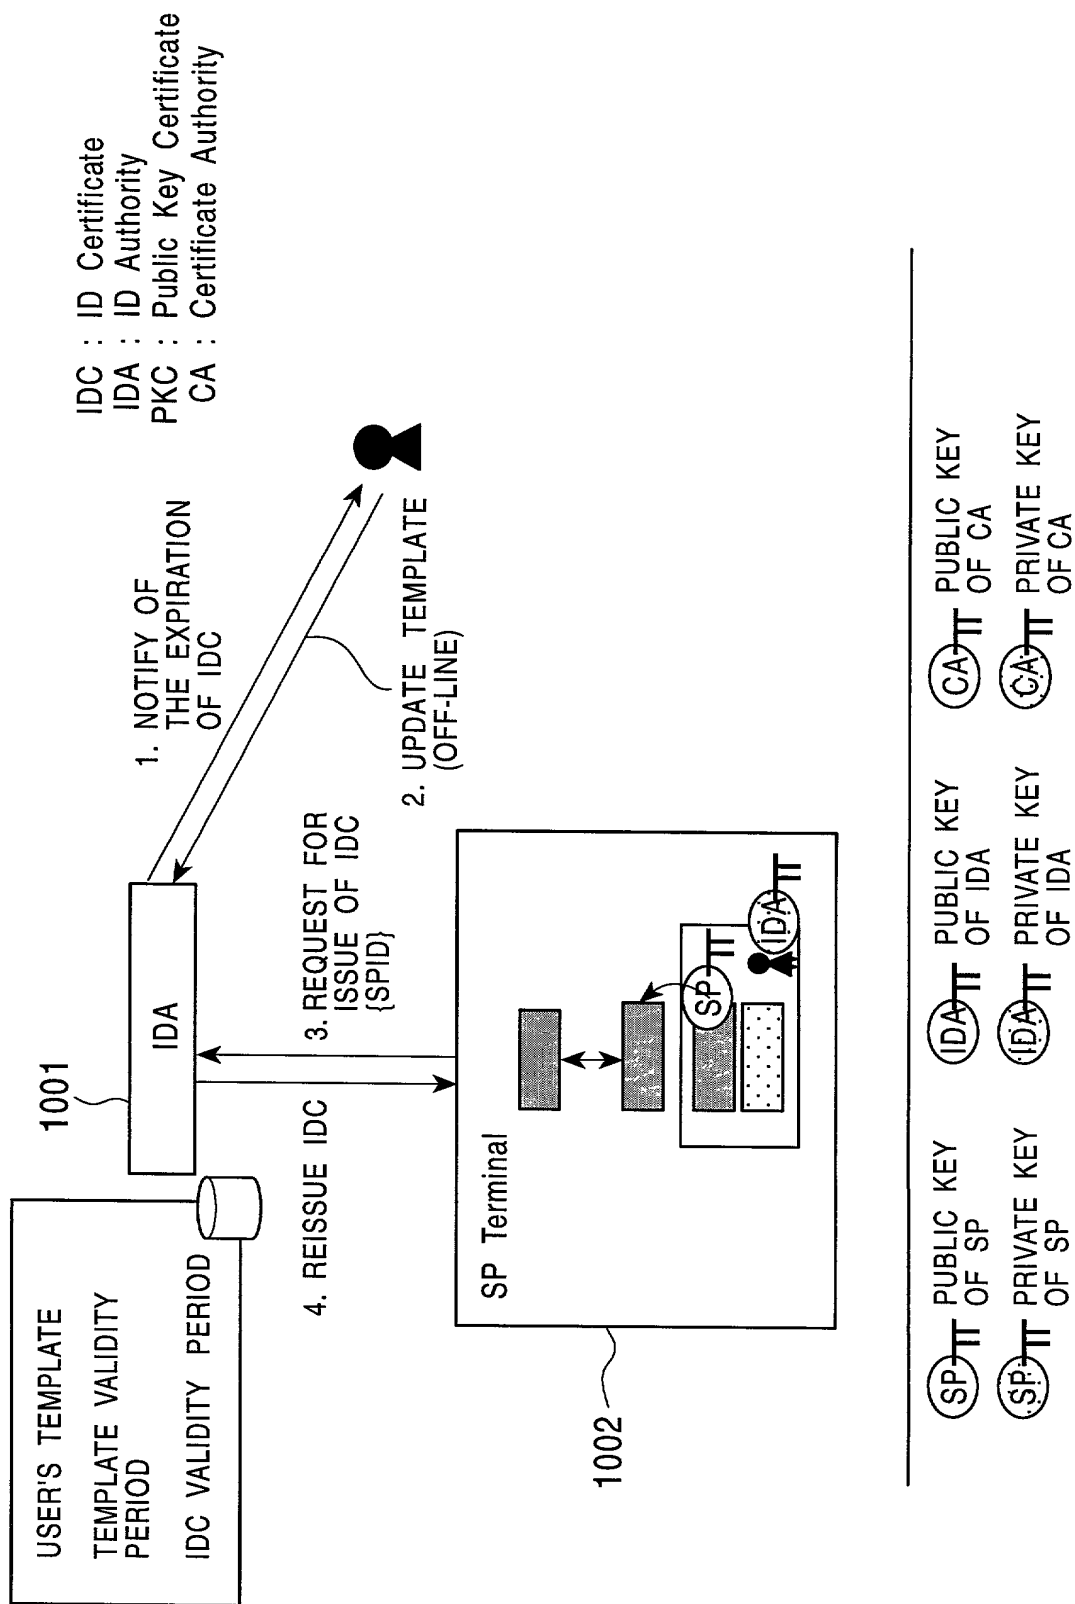 IDC : ID Certificate
IDA : ID Authority
PKC : Public Key Certificate
CA : Certificate Authority
USER'S TEMPLATE
TEMPLATE VALIDITY
PERIOD
IDC VALIDITY PERIOD
1001
IDA
1. NOTIFY OF
THE EXPIRATION
OF IDC
2. UPDATE TEMPLATE
(OFF-LINE)
3. REQUEST FOR
ISSUE OF IDC
{SPID}
4. REISSUE IDC
SP Terminal
SP
IDA
1002
SP
PUBLIC KEY
OF SP
IDA
PUBLIC KEY
OF IDA
CA
PUBLIC KEY
OF CA
SP
PRIVATE KEY
OF SP
IDA
PRIVATE KEY
OF IDA
CA
PRIVATE KEY
OF CA